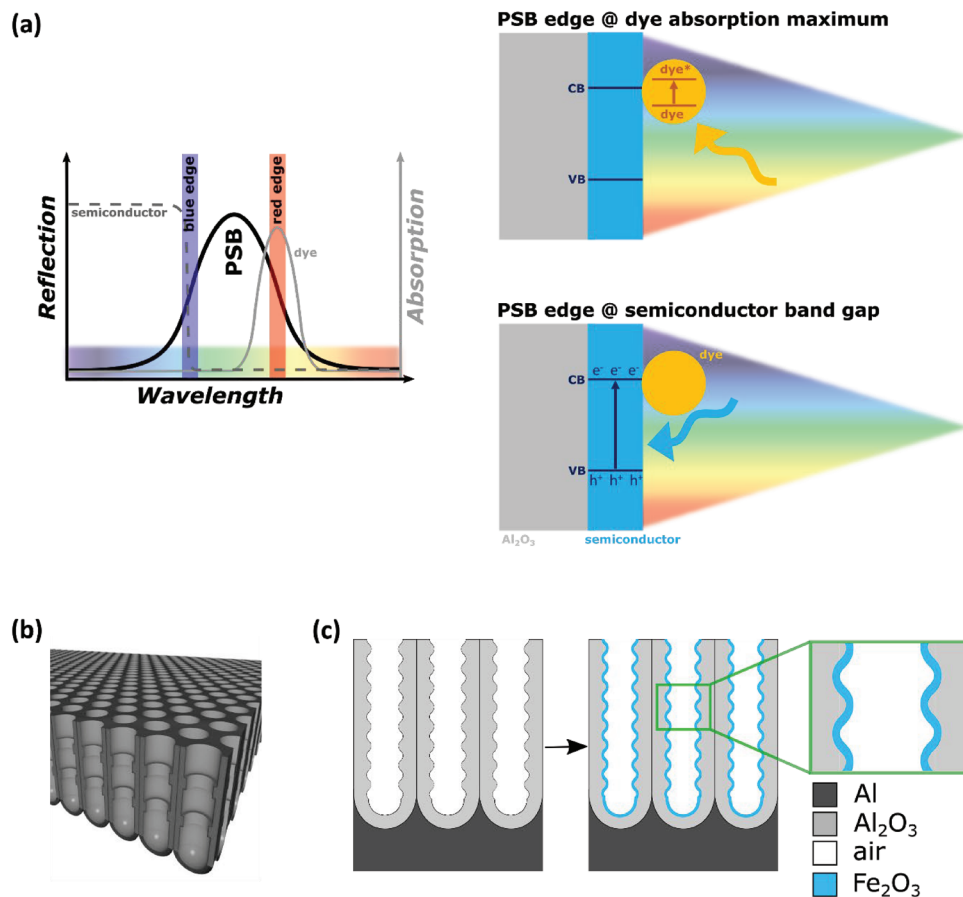 (a)
Reflection
semiconductor
blue edge
PSB
red edge
dye
Absorption
Wavelength
PSB edge @ dye absorption maximum
CB
dye*
dye
VB
PSB edge @ semiconductor band gap
dye
CB
e⁻ e⁻ e⁻
VB
h⁺ h⁺ h⁺
Al₂O₃
semiconductor
(b)
(c)
Al
Al₂O₃
air
Fe₂O₃